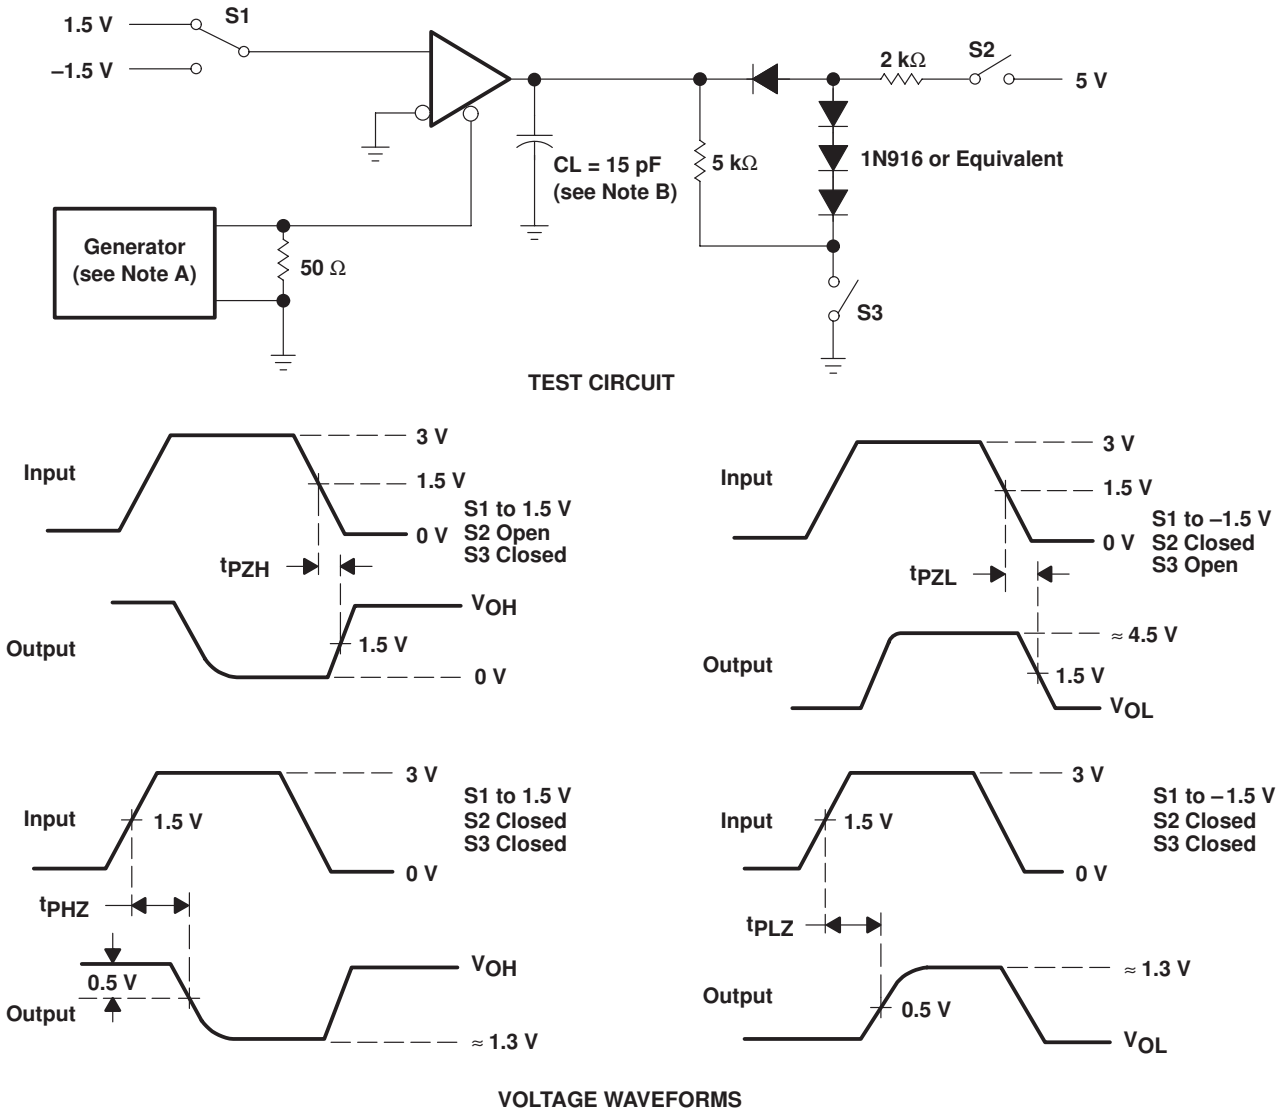 1.5 V
S1
–1.5 V
2 kΩ
S2
5 V
CL = 15 pF
(see Note B)
5 kΩ
1N916 or Equivalent
Generator
(see Note A)
50 Ω
S3
TEST CIRCUIT
Input
3 V
1.5 V
0 V
S1 to 1.5 V
S2 Open
S3 Closed
tPZH
Output
VOH
1.5 V
0 V
Input
3 V
1.5 V
0 V
S1 to –1.5 V
S2 Closed
S3 Open
tPZL
Output
≈ 4.5 V
1.5 V
VOL
Input
3 V
1.5 V
0 V
S1 to 1.5 V
S2 Closed
S3 Closed
tPHZ
0.5 V
Output
VOH
≈ 1.3 V
Input
3 V
1.5 V
0 V
S1 to –1.5 V
S2 Closed
S3 Closed
tPLZ
Output
≈ 1.3 V
0.5 V
VOL
VOLTAGE WAVEFORMS